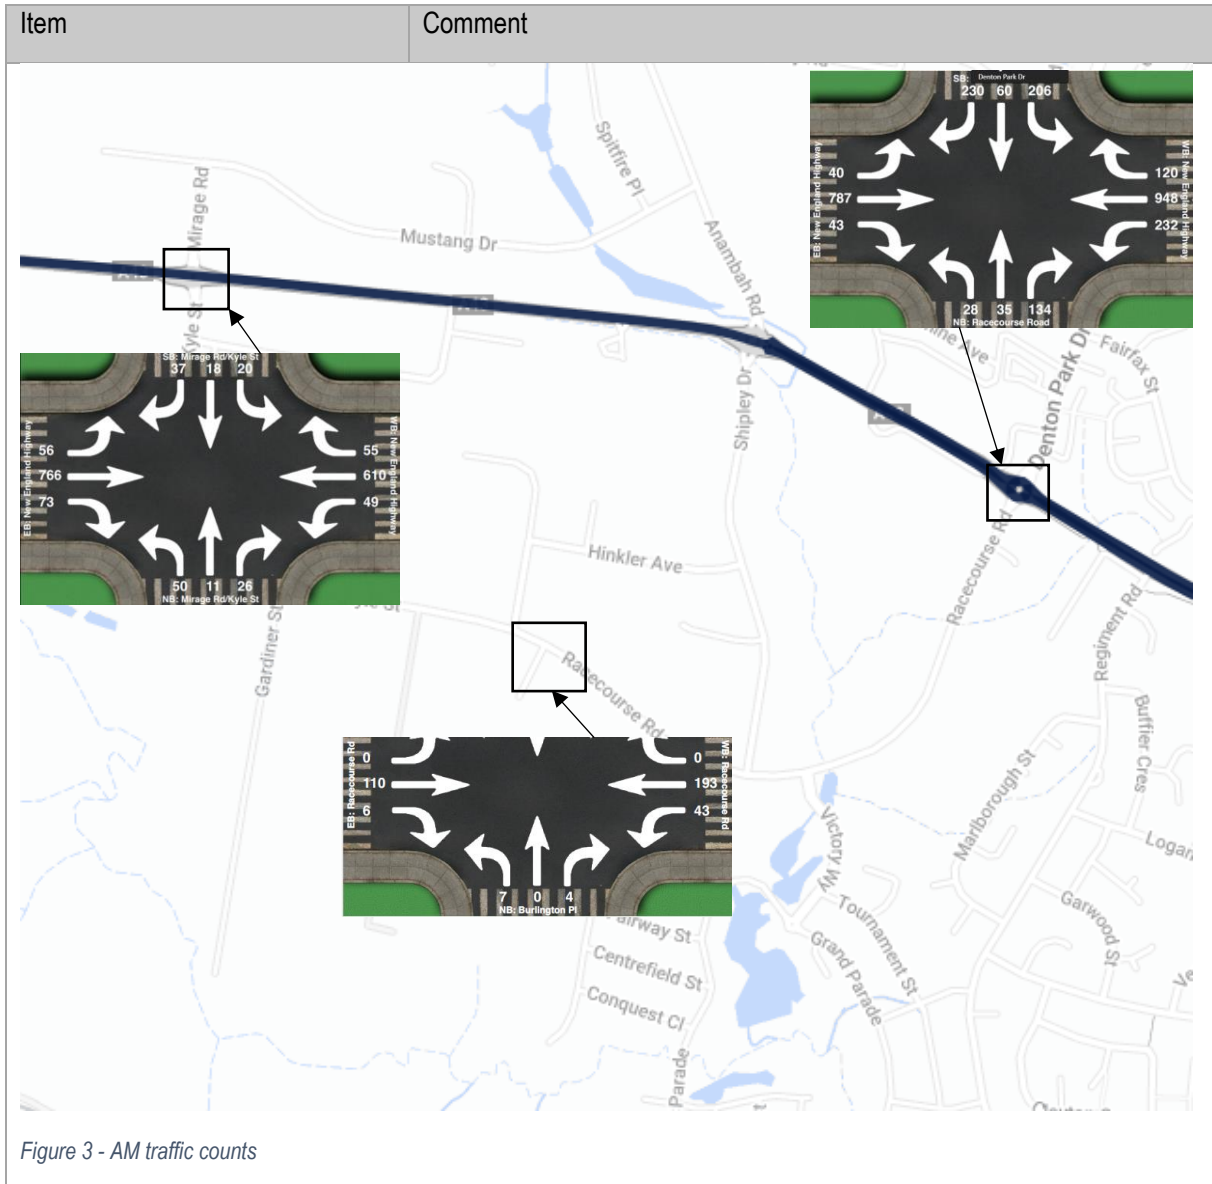 Item
Comment
SB: Denton Park Dr
230 60 206
EB: New England Highway
40
787
43
WB: New England Highway
120
948
232
28 35 134
NB: Racecourse Road
Spitfire Pl
Mirage Rd
Mustang Dr
Anambah Rd
Kyle St
Shipley Dr
Denton Park Dr
Fairfax St
SB: Mirage Rd/Kyle St
37 18 20
EB: New England Highway
56
766
73
WB: New England Highway
55
610
49
50 11 26
NB: Mirage Rd/Kyle St
Hinkler Ave
Racecourse Rd
Regiment Rd
Gardiner St
Racecourse Rd
Buffier Cres
Marlborough St
EB: Racecourse Rd
0
110
6
WB: Racecourse Rd
0
193
43
7 0 4
NB: Burlington Pl
Victory Wy
Logan
Tournament St
Garwood St
Fairway St
Grand Parade
Centrefield St
Conquest Cl
Parade
Figure 3 - AM traffic counts